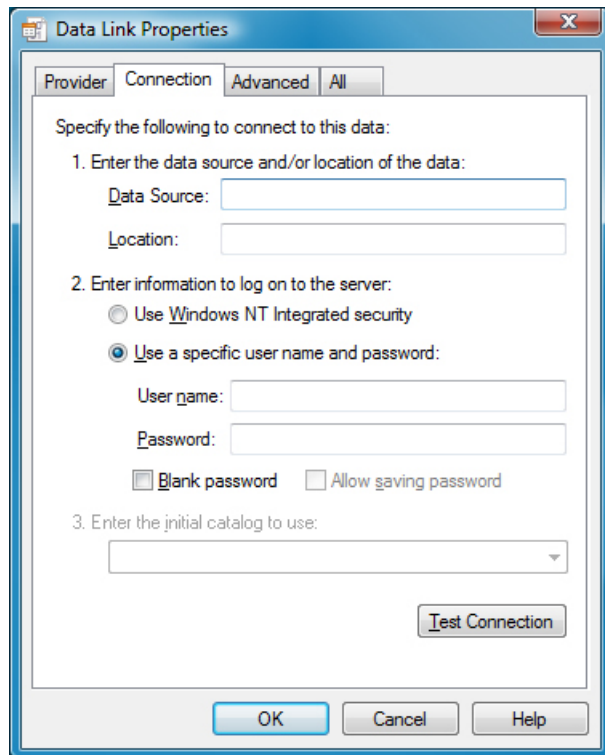 Data Link Properties
Provider Connection Advanced All
Specify the following to connect to this data:
1. Enter the data source and/or location of the data:
Data Source:
Location:
2. Enter information to log on to the server:
Use Windows NT Integrated security
Use a specific user name and password:
User name:
Password:
Blank password Allow saving password
3. Enter the initial catalog to use:
Test Connection
OK Cancel Help